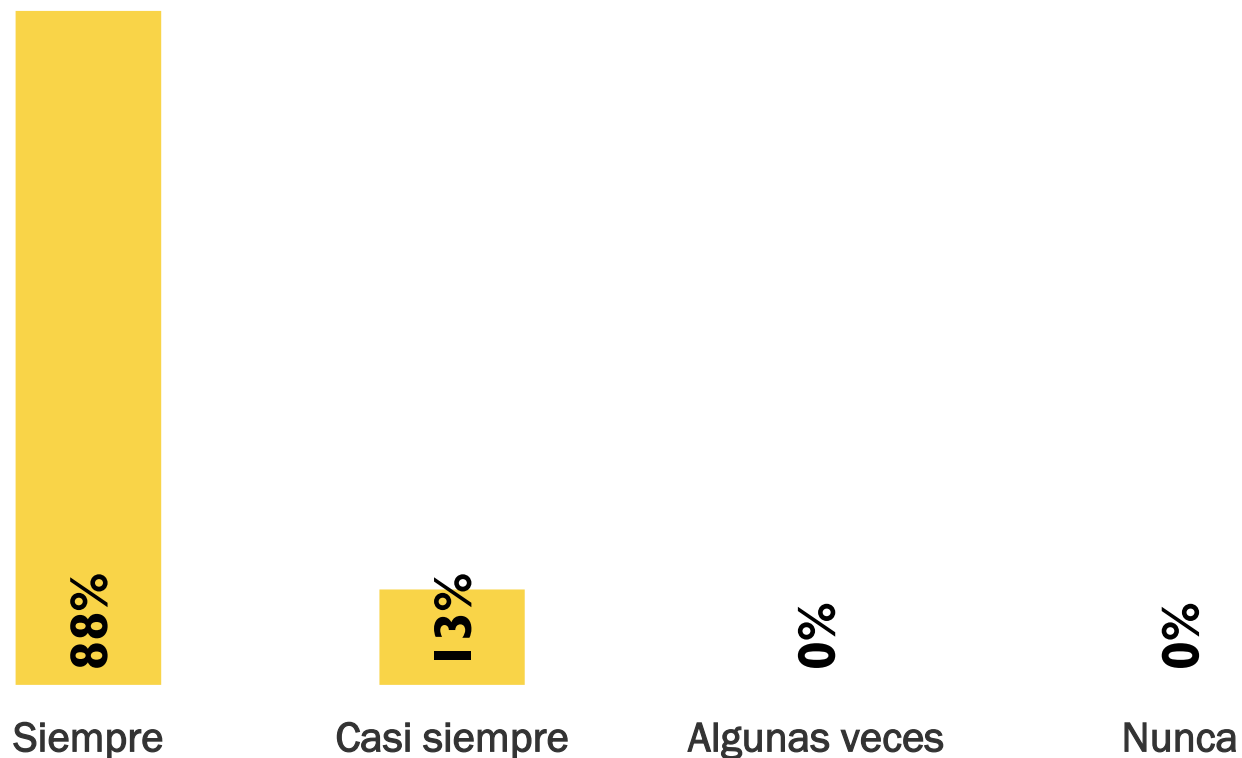 88%
13%
0%
0%
Siempre
Casi siempre
Algunas veces
Nunca